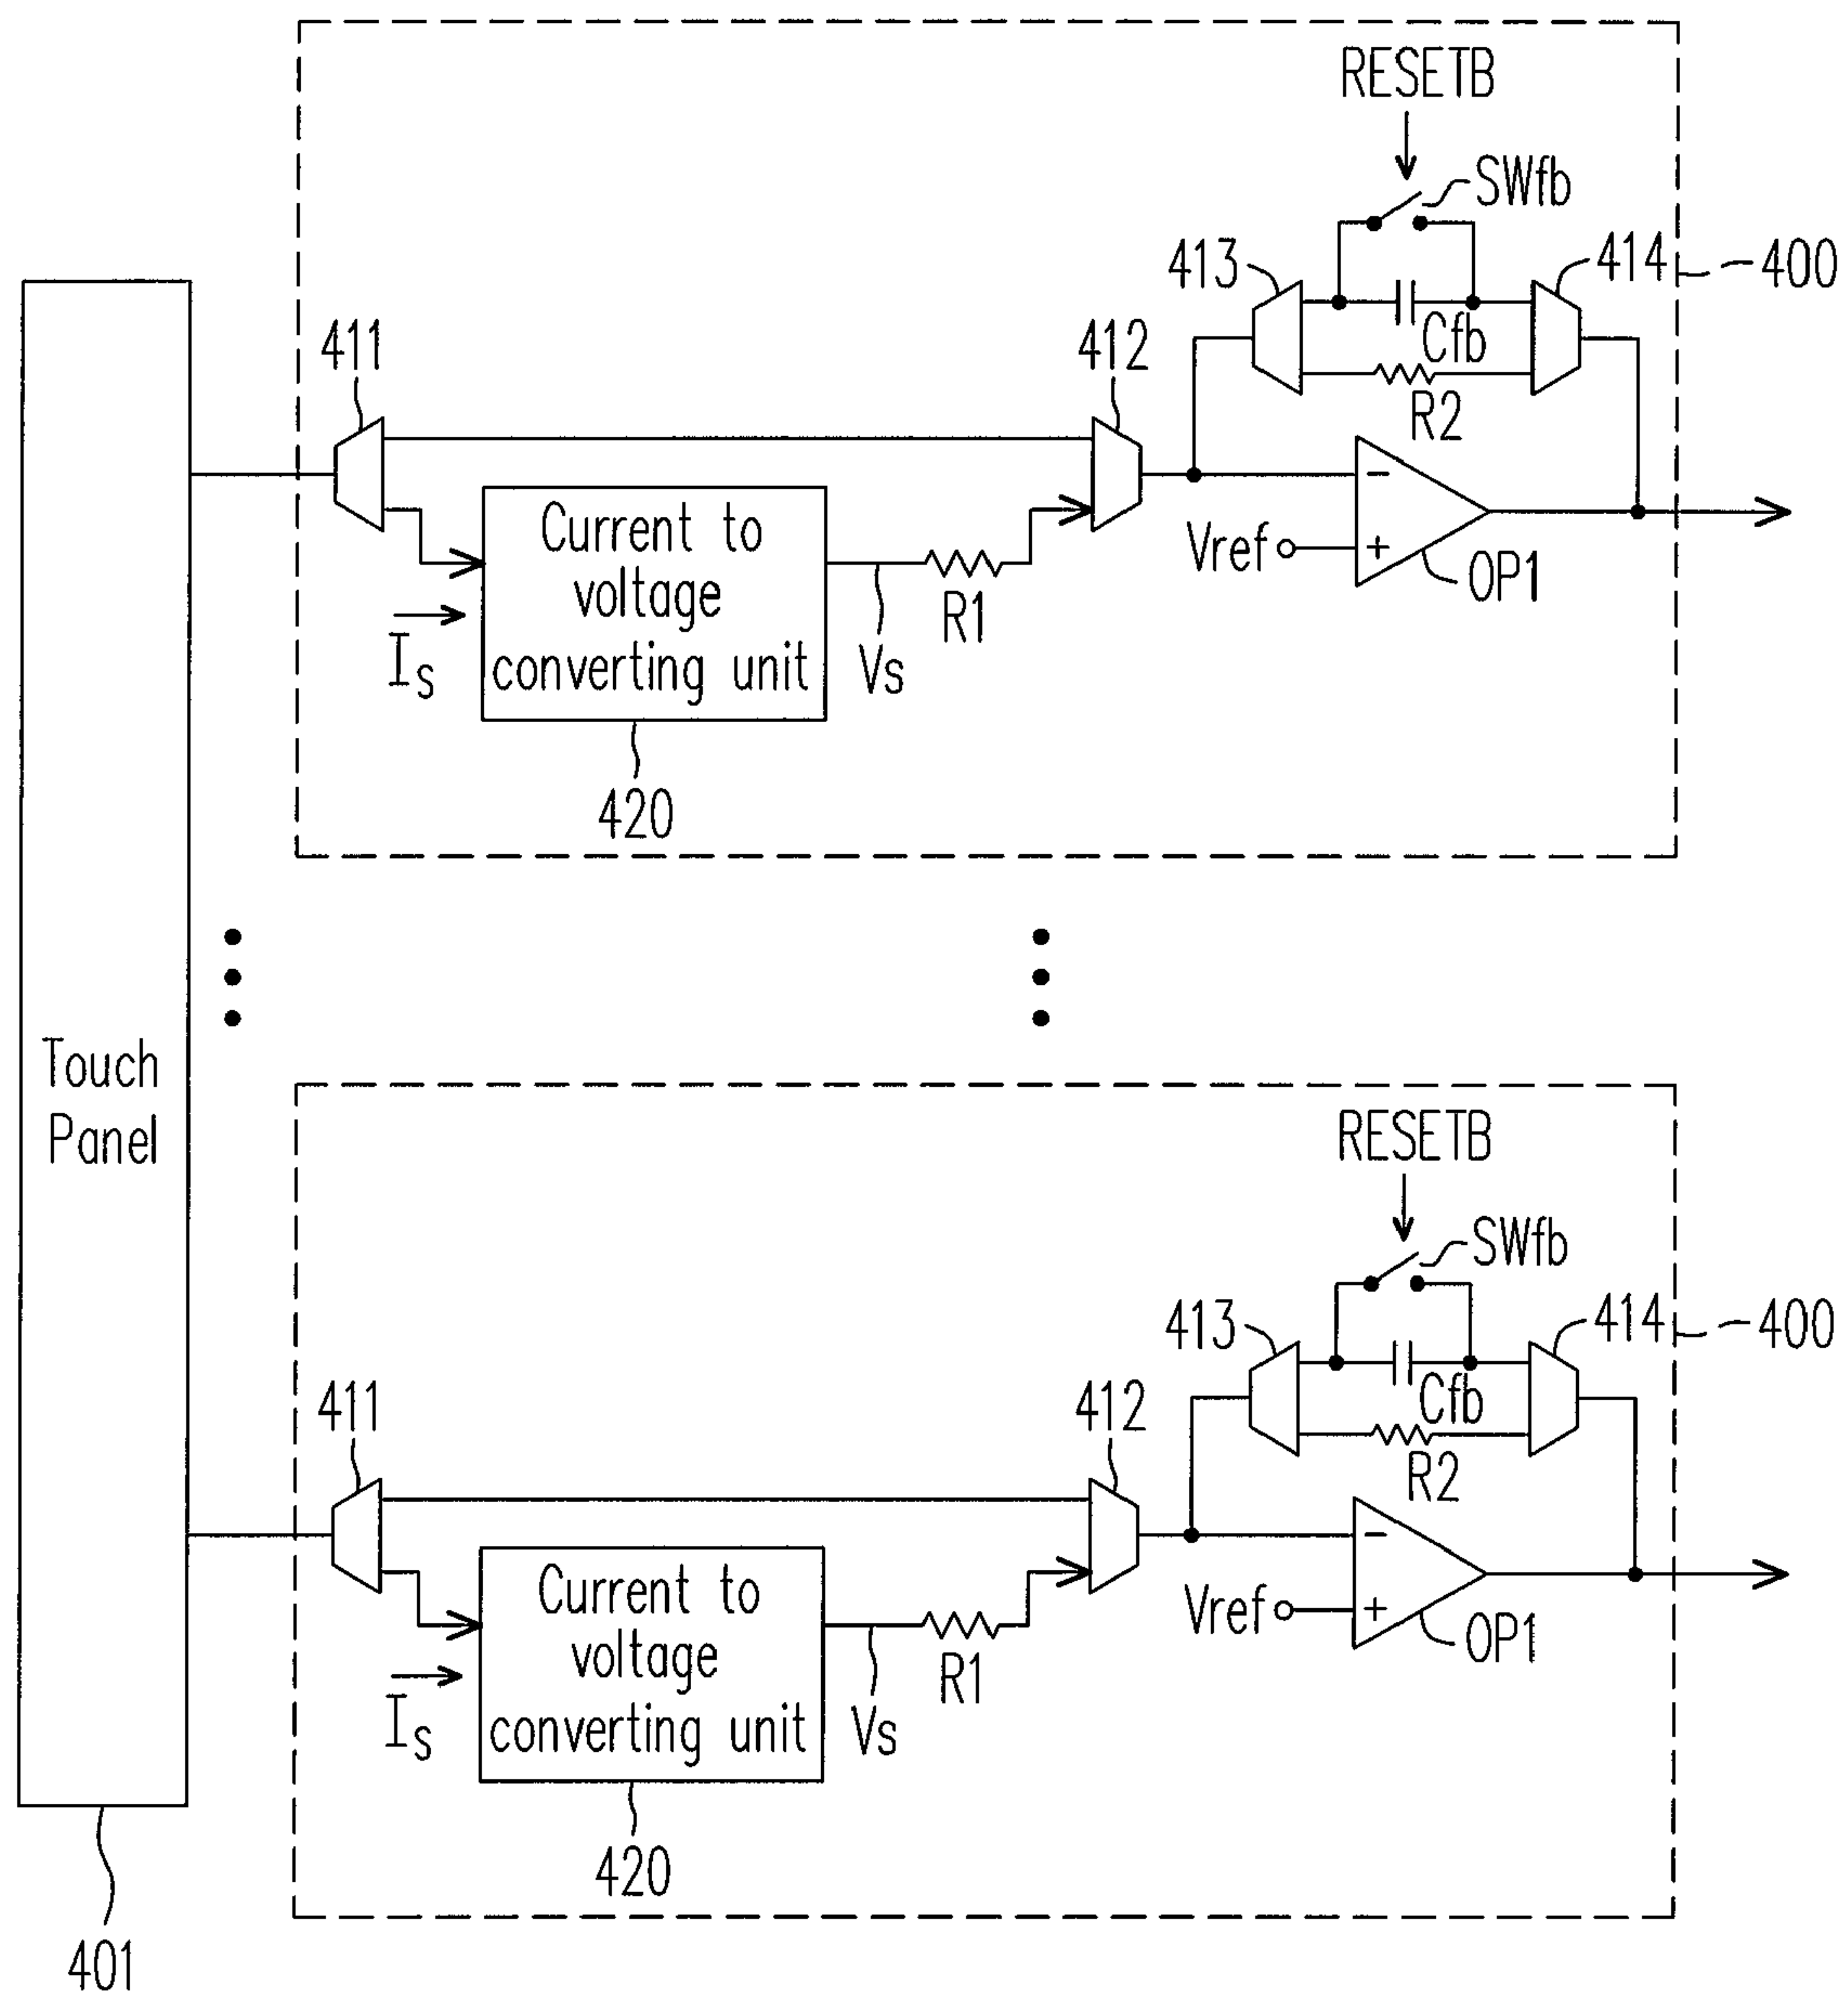 RESETB
SWfb
413
414
400
Cfb
R2
411
412
Current to
voltage
converting unit
Is
Vs
R1
Vref
−
+
OP1
420
Touch
Panel
RESETB
SWfb
413
414
400
Cfb
R2
411
412
Current to
voltage
converting unit
Is
Vs
R1
Vref
−
+
OP1
420
401